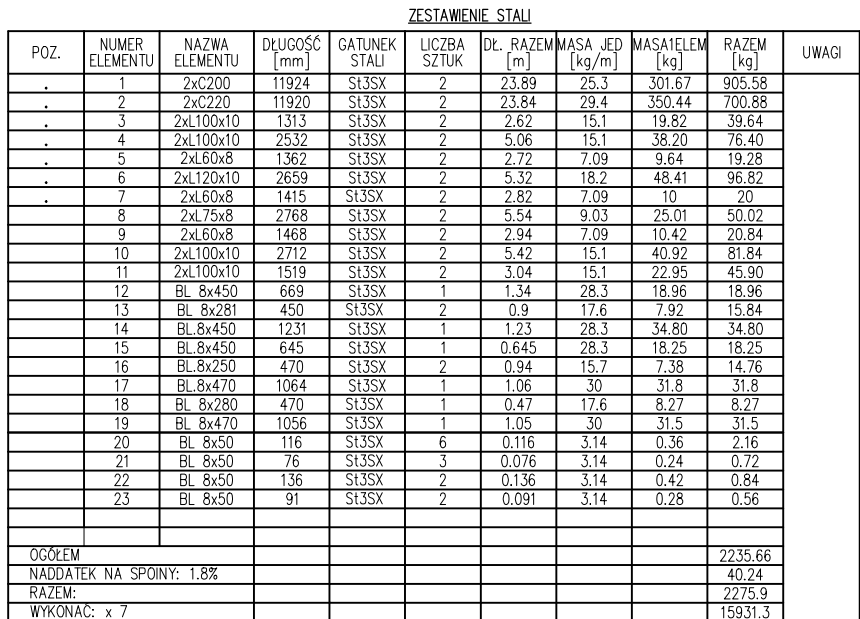 ZESTAWIENIE STALI
POZ. NUMER ELEMENTU NAZWA ELEMENTU DŁUGOŚĆ [mm] GATUNEK STALI LICZBA SZTUK DŁ. RAZEM [m] MASA JED [kg/m] MASA1ELEM [kg] RAZEM [kg] UWAGI
. 1 2xC200 11924 St3SX 2 23.89 25.3 301.67 905.58
. 2 2xC220 11920 St3SX 2 23.84 29.4 350.44 700.88
. 3 2xL100x10 1313 St3SX 2 2.62 15.1 19.82 39.64
. 4 2xL100x10 2532 St3SX 2 5.06 15.1 38.20 76.40
. 5 2xL60x8 1362 St3SX 2 2.72 7.09 9.64 19.28
. 6 2xL120x10 2659 St3SX 2 5.32 18.2 48.41 96.82
. 7 2xL60x8 1415 St3SX 2 2.82 7.09 10 20
8 2xL75x8 2768 St3SX 2 5.54 9.03 25.01 50.02
9 2xL60x8 1468 St3SX 2 2.94 7.09 10.42 20.84
10 2xL100x10 2712 St3SX 2 5.42 15.1 40.92 81.84
11 2xL100x10 1519 St3SX 2 3.04 15.1 22.95 45.90
12 BL 8x450 669 St3SX 1 1.34 28.3 18.96 18.96
13 BL 8x281 450 St3SX 2 0.9 17.6 7.92 15.84
14 BL.8x450 1231 St3SX 1 1.23 28.3 34.80 34.80
15 BL.8x450 645 St3SX 1 0.645 28.3 18.25 18.25
16 BL.8x250 470 St3SX 2 0.94 15.7 7.38 14.76
17 BL.8x470 1064 St3SX 1 1.06 30 31.8 31.8
18 BL 8x280 470 St3SX 1 0.47 17.6 8.27 8.27
19 BL 8x470 1056 St3SX 1 1.05 30 31.5 31.5
20 BL 8x50 116 St3SX 6 0.116 3.14 0.36 2.16
21 BL 8x50 76 St3SX 3 0.076 3.14 0.24 0.72
22 BL 8x50 136 St3SX 2 0.136 3.14 0.42 0.84
23 BL 8x50 91 St3SX 2 0.091 3.14 0.28 0.56
OGÓŁEM 2235.66
NADDATEK NA SPOINY: 1.8% 40.24
RAZEM: 2275.9
WYKONAĆ: x 7 15931.3